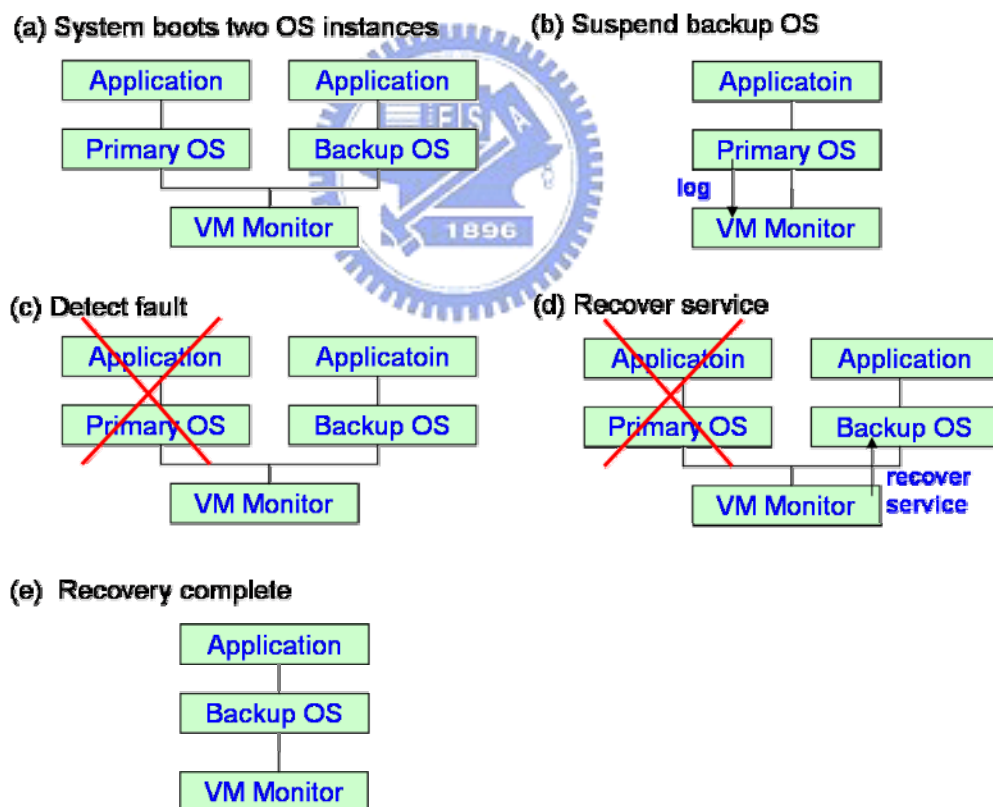 (a) System boots two OS instances
Application
Application
Primary OS
Backup OS
VM Monitor
(b) Suspend backup OS
Applicatoin
Primary OS
log
VM Monitor
E S A
1896
(c) Detect fault
Application
Applicatoin
Primary OS
Backup OS
VM Monitor
(d) Recover service
Applicatoin
Application
Primary OS
Backup OS
VM Monitor
recover
service
(e) Recovery complete
Application
Backup OS
VM Monitor